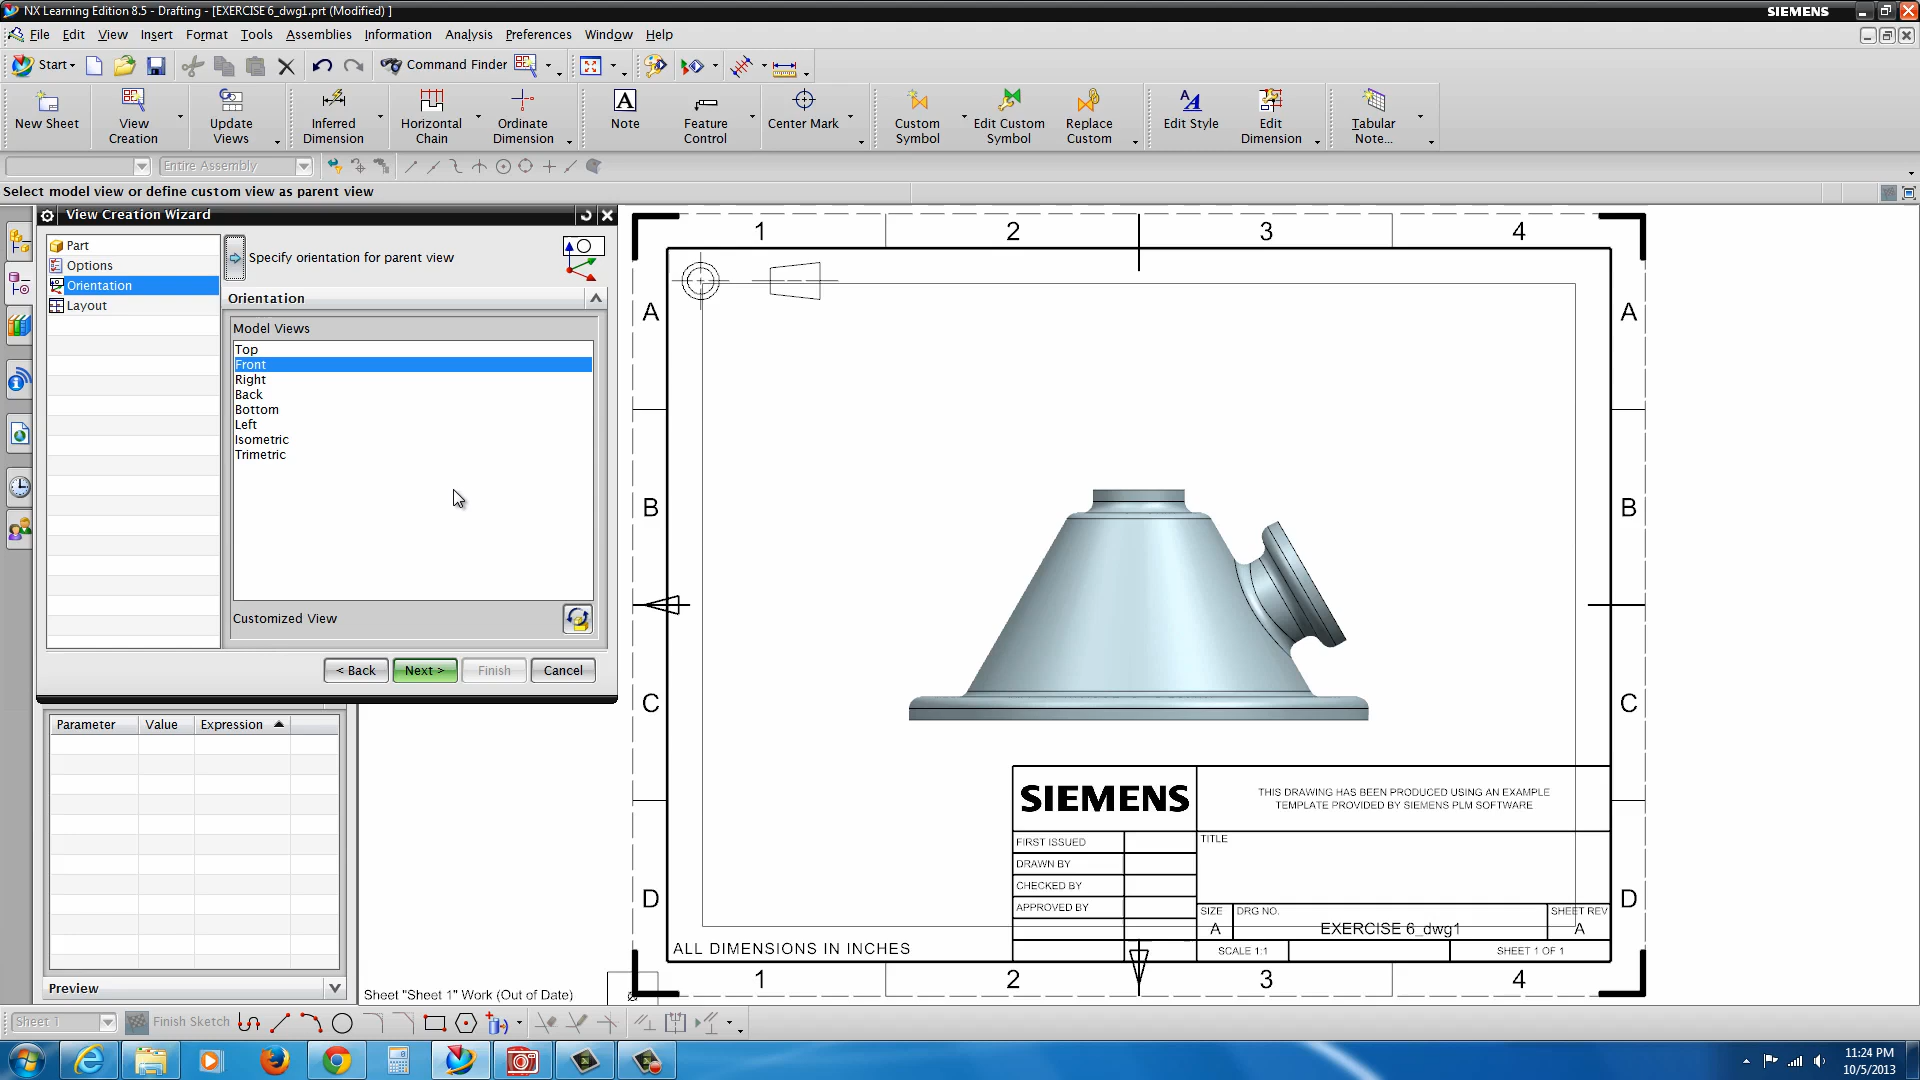 NX Learning Edition 8.5 - Drafting - [EXERCISE 6_dwg1.prt (Modified) ]
SIEMENS
File Edit View Insert Format Tools Assemblies Information Analysis Preferences Window Help
Start
Command Finder
New Sheet
View Creation
Update Views
Inferred Dimension
Horizontal Chain
Ordinate Dimension
Note
Feature Control
Center Mark
Custom Symbol
Edit Custom Symbol
Replace Custom
Edit Style
Edit Dimension
Tabular Note...
Entire Assembly
Select model view or define custom view as parent view
View Creation Wizard
Part
Options
Orientation
Layout
Specify orientation for parent view
Orientation
Model Views
Top
Front
Right
Back
Bottom
Left
Isometric
Trimetric
Customized View
< Back
Next >
Finish
Cancel
Parameter Value Expression
Preview
1 2 3 4
A A
B B
C C
D D
SIEMENS
THIS DRAWING HAS BEEN PRODUCED USING AN EXAMPLE
TEMPLATE PROVIDED BY SIEMENS PLM SOFTWARE
FIRST ISSUED
DRAWN BY
CHECKED BY
APPROVED BY
TITLE
SIZE
A
DRG NO.
EXERCISE 6_dwg1
SHEET REV
A
SCALE 1:1
SHEET 1 OF 1
ALL DIMENSIONS IN INCHES
1 2 3 4
Sheet "Sheet 1" Work (Out of Date)
Sheet 1
Finish Sketch
11:24 PM
10/5/2013